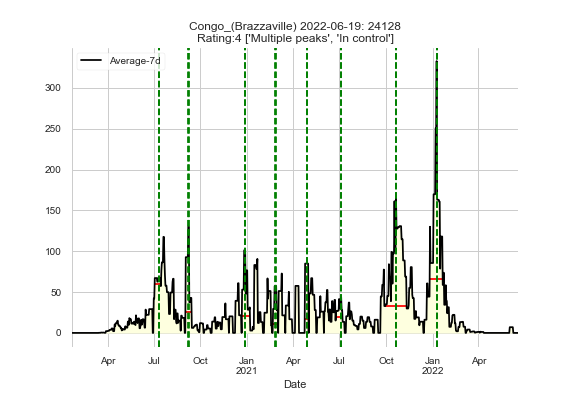 Congo_(Brazzaville) 2022-06-19: 24128
Rating:4 ['Multiple peaks', 'In control']
Average-7d
350
300
250
200
150
100
50
0
Apr Jul Oct Jan Apr Jul Oct Jan Apr
2021 2022
Date